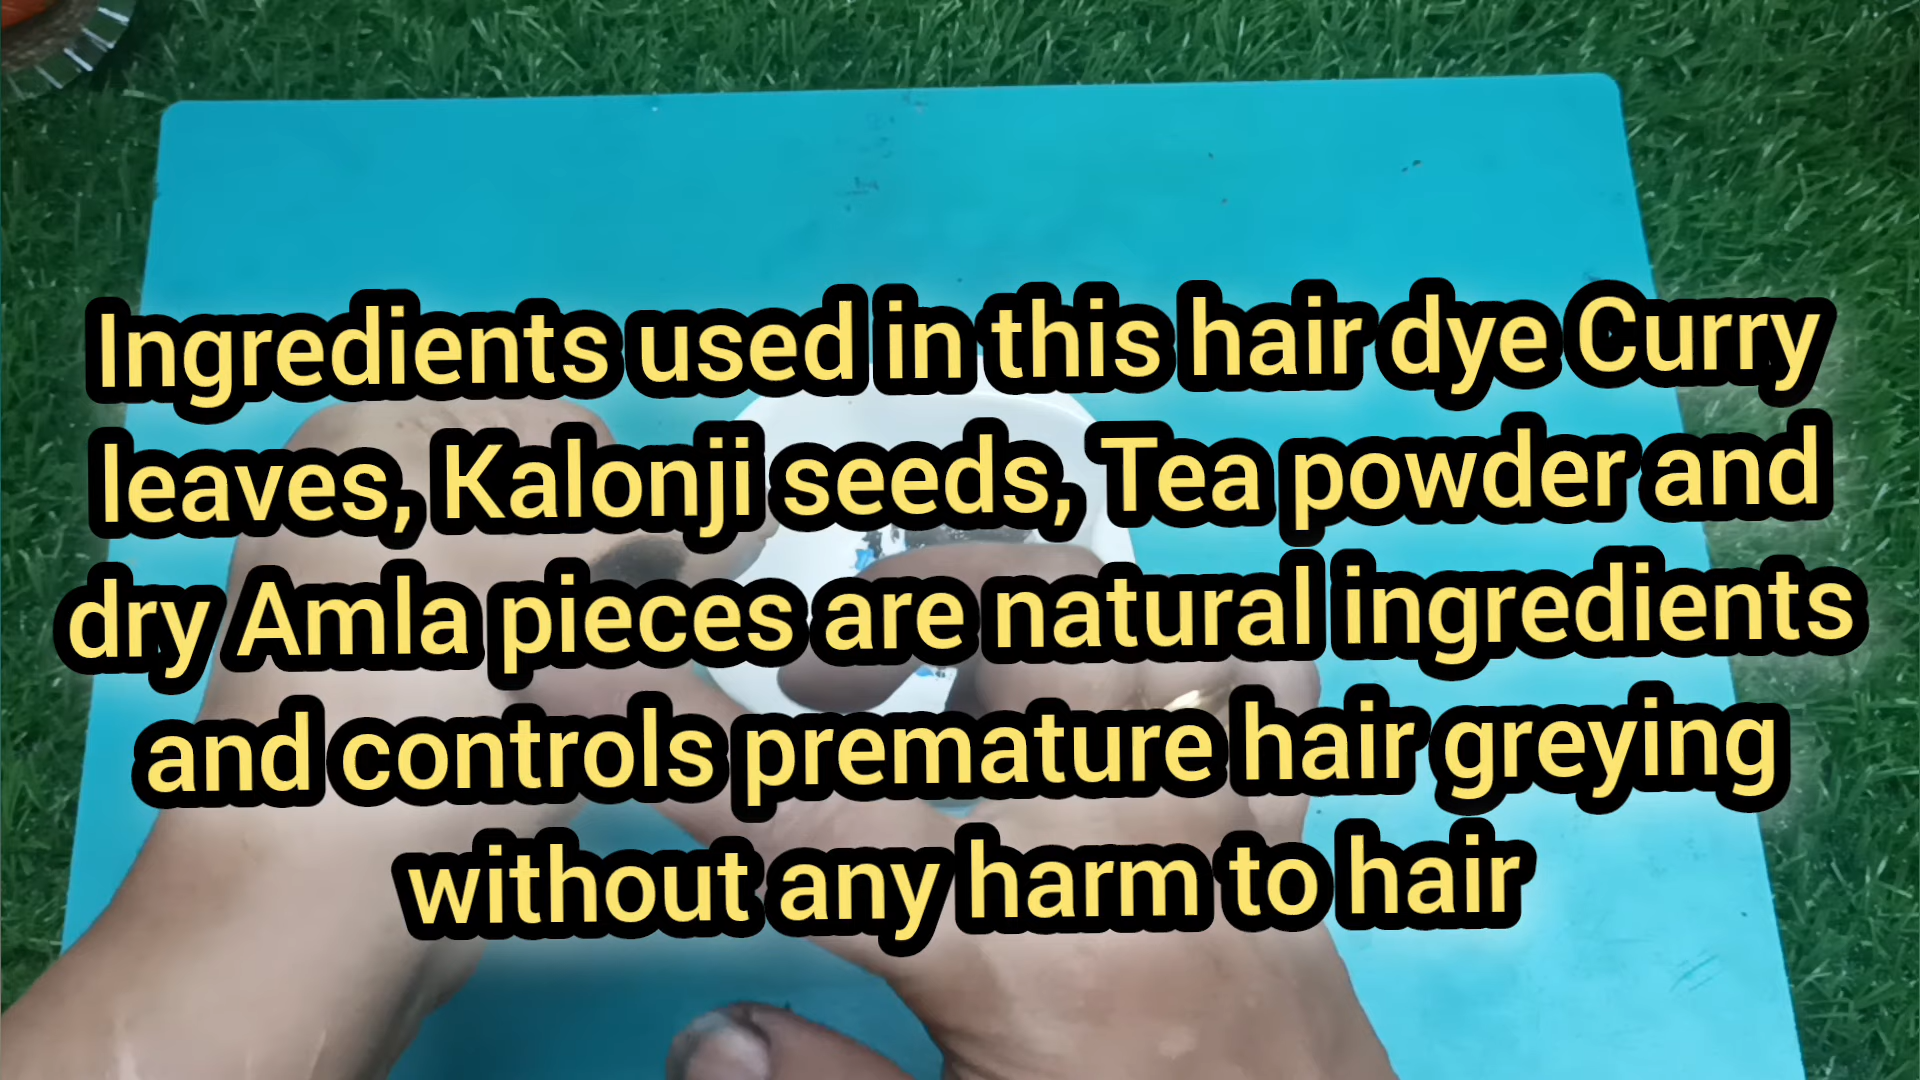 Ingredients used in this hair dye Curry
leaves, Kalonji seeds, Tea powder and
dry Amla pieces are natural ingredients
and controls premature hair greying
without any harm to hair